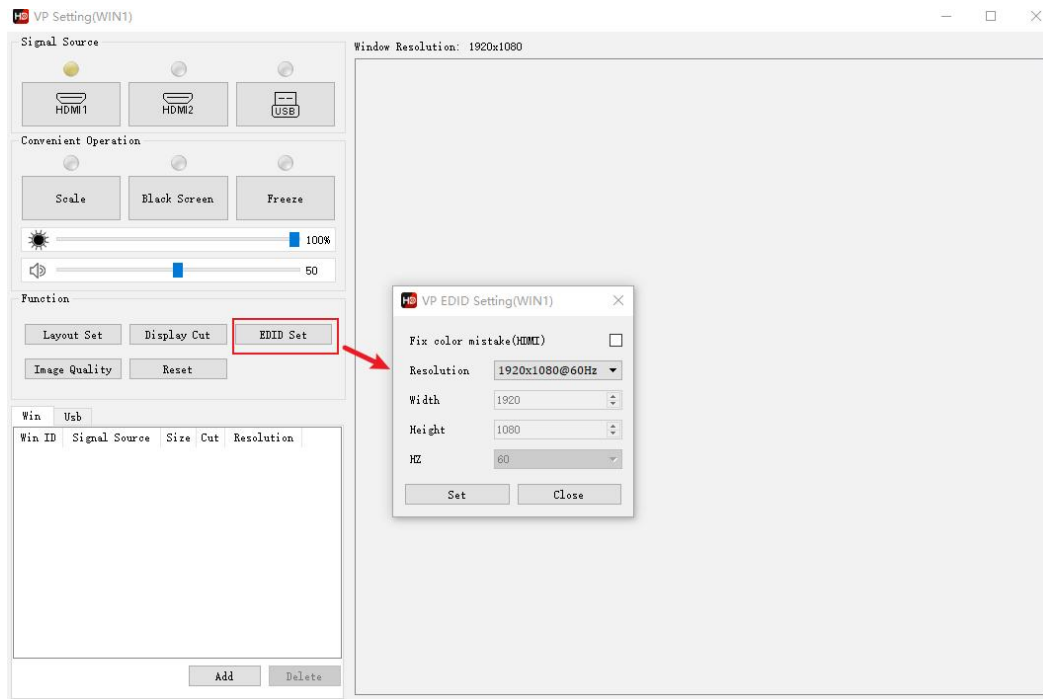 HD VP Setting(WIN1)
Signal Source
Window Resolution: 1920x1080
HDMI1 HDMI2 USB
Convenient Operation
Scale Black Screen Freeze
100%
50
Function
Layout Set Display Cut EDID Set
Image Quality Reset
Win Usb
Win ID Signal Source Size Cut Resolution
Add Delete
HD VP EDID Setting(WIN1)
Fix color mistake(HDMI)
Resolution 1920x1080@60Hz
Width 1920
Height 1080
HZ 60
Set Close